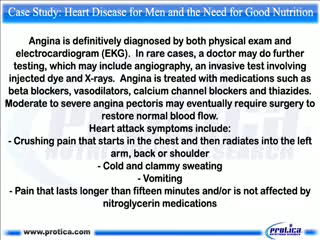 Case Study: Heart Disease for Men and the Need for Good Nutrition
Angina is definitively diagnosed by both physical exam and
electrocardiogram (EKG).  In rare cases, a doctor may do further
testing, which may include angiography, an invasive test involving
injected dye and X-rays.  Angina is treated with medications such as
beta blockers, vasodilators, calcium channel blockers and thiazides.
Moderate to severe angina pectoris may eventually require surgery to
restore normal blood flow.
Heart attack symptoms include:
- Crushing pain that starts in the chest and then radiates into the left
arm, back or shoulder
- Cold and clammy sweating
- Vomiting
- Pain that lasts longer than fifteen minutes and/or is not affected by
nitroglycerin medications
www.protica.com
protica